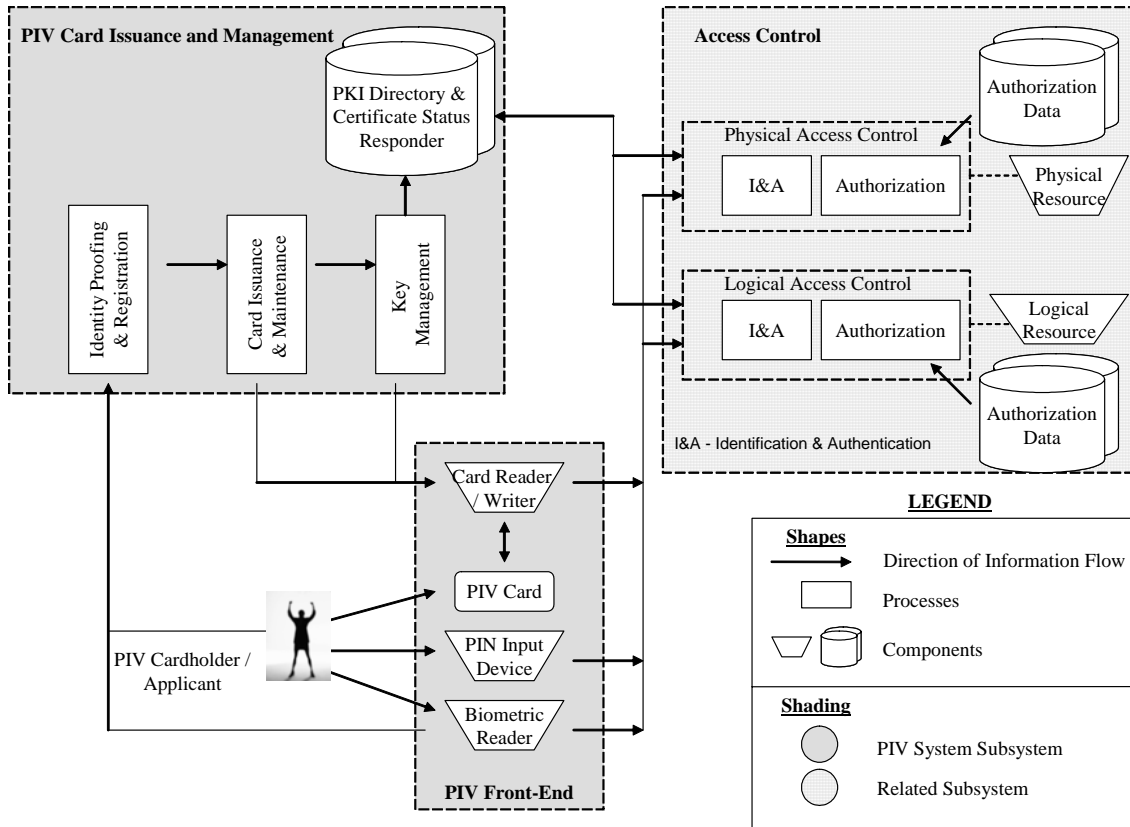 PIV Card Issuance and Management
PKI Directory &
Certificate Status
Responder
Identity Proofing
& Registration
Card Issuance
& Maintenance
Key
Management
Access Control
Authorization
Data
Physical Access Control
I&A
Authorization
Physical
Resource
Logical Access Control
I&A
Authorization
Logical
Resource
Authorization
Data
I&A - Identification & Authentication
Card Reader
/ Writer
PIV Card
PIN Input
Device
Biometric
Reader
PIV Front-End
PIV Cardholder /
Applicant
LEGEND
Shapes
Direction of Information Flow
Processes
Components
Shading
PIV System Subsystem
Related Subsystem